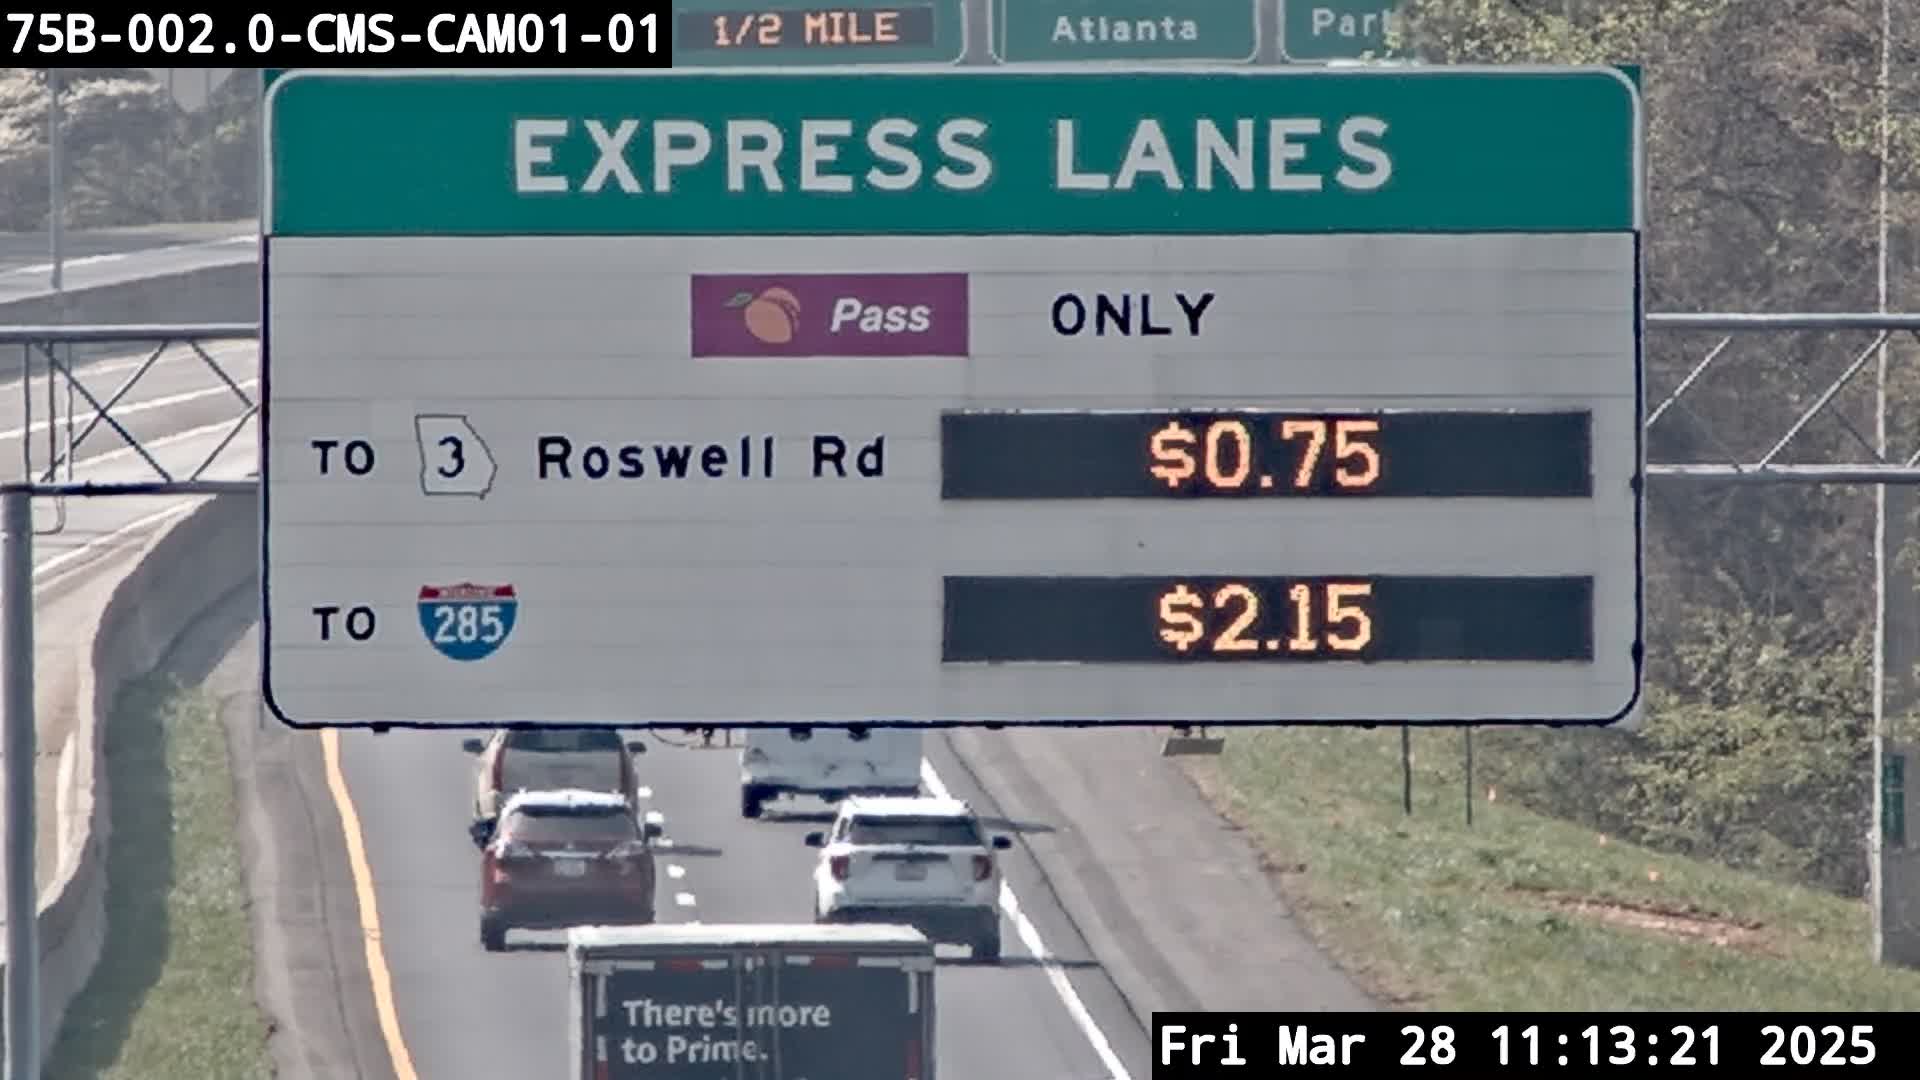 75B-002.0-CMS-CAM01-01
1/2 MILE
Atlanta
EXPRESS LANES
Pass ONLY
TO 3 Roswell Rd $0.75
TO 285 $2.15
There's more
to Prime.
Fri Mar 28 11:13:21 2025